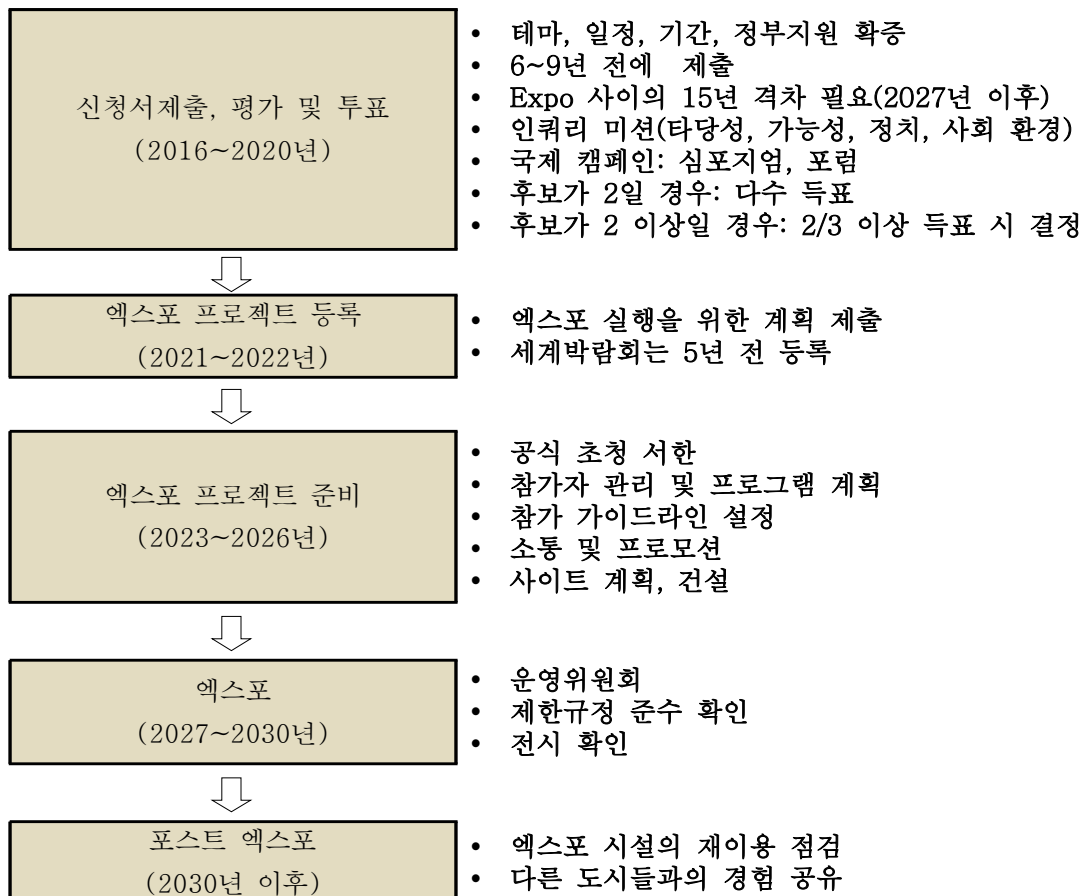 신청서제출, 평가 및 투표
(2016~2020년)
• 테마, 일정, 기간, 정부지원 확증
• 6~9년 전에 제출
• Expo 사이의 15년 격차 필요(2027년 이후)
• 인쿼리 미션(타당성, 가능성, 정치, 사회 환경)
• 국제 캠페인: 심포지엄, 포럼
• 후보가 2일 경우: 다수 득표
• 후보가 2 이상일 경우: 2/3 이상 득표 시 결정
엑스포 프로젝트 등록
(2021~2022년)
• 엑스포 실행을 위한 계획 제출
• 세계박람회는 5년 전 등록
엑스포 프로젝트 준비
(2023~2026년)
• 공식 초청 서한
• 참가자 관리 및 프로그램 계획
• 참가 가이드라인 설정
• 소통 및 프로모션
• 사이트 계획, 건설
엑스포
(2027~2030년)
• 운영위원회
• 제한규정 준수 확인
• 전시 확인
포스트 엑스포
(2030년 이후)
• 엑스포 시설의 재이용 점검
• 다른 도시들과의 경험 공유